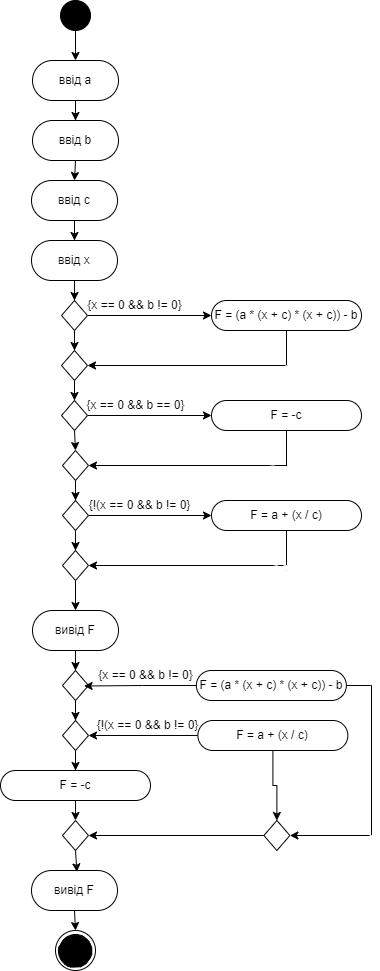 ввід a
ввід b
ввід c
ввід x
{x == 0 && b != 0}
F = (a * (x + c) * (x + c)) - b
{x == 0 && b == 0}
F = -c
{!(x == 0 && b != 0}
F = a + (x / c)
вивід F
{x == 0 && b != 0}
F = (a * (x + c) * (x + c)) - b
{!(x == 0 && b != 0}
F = a + (x / c)
F = -c
вивід F